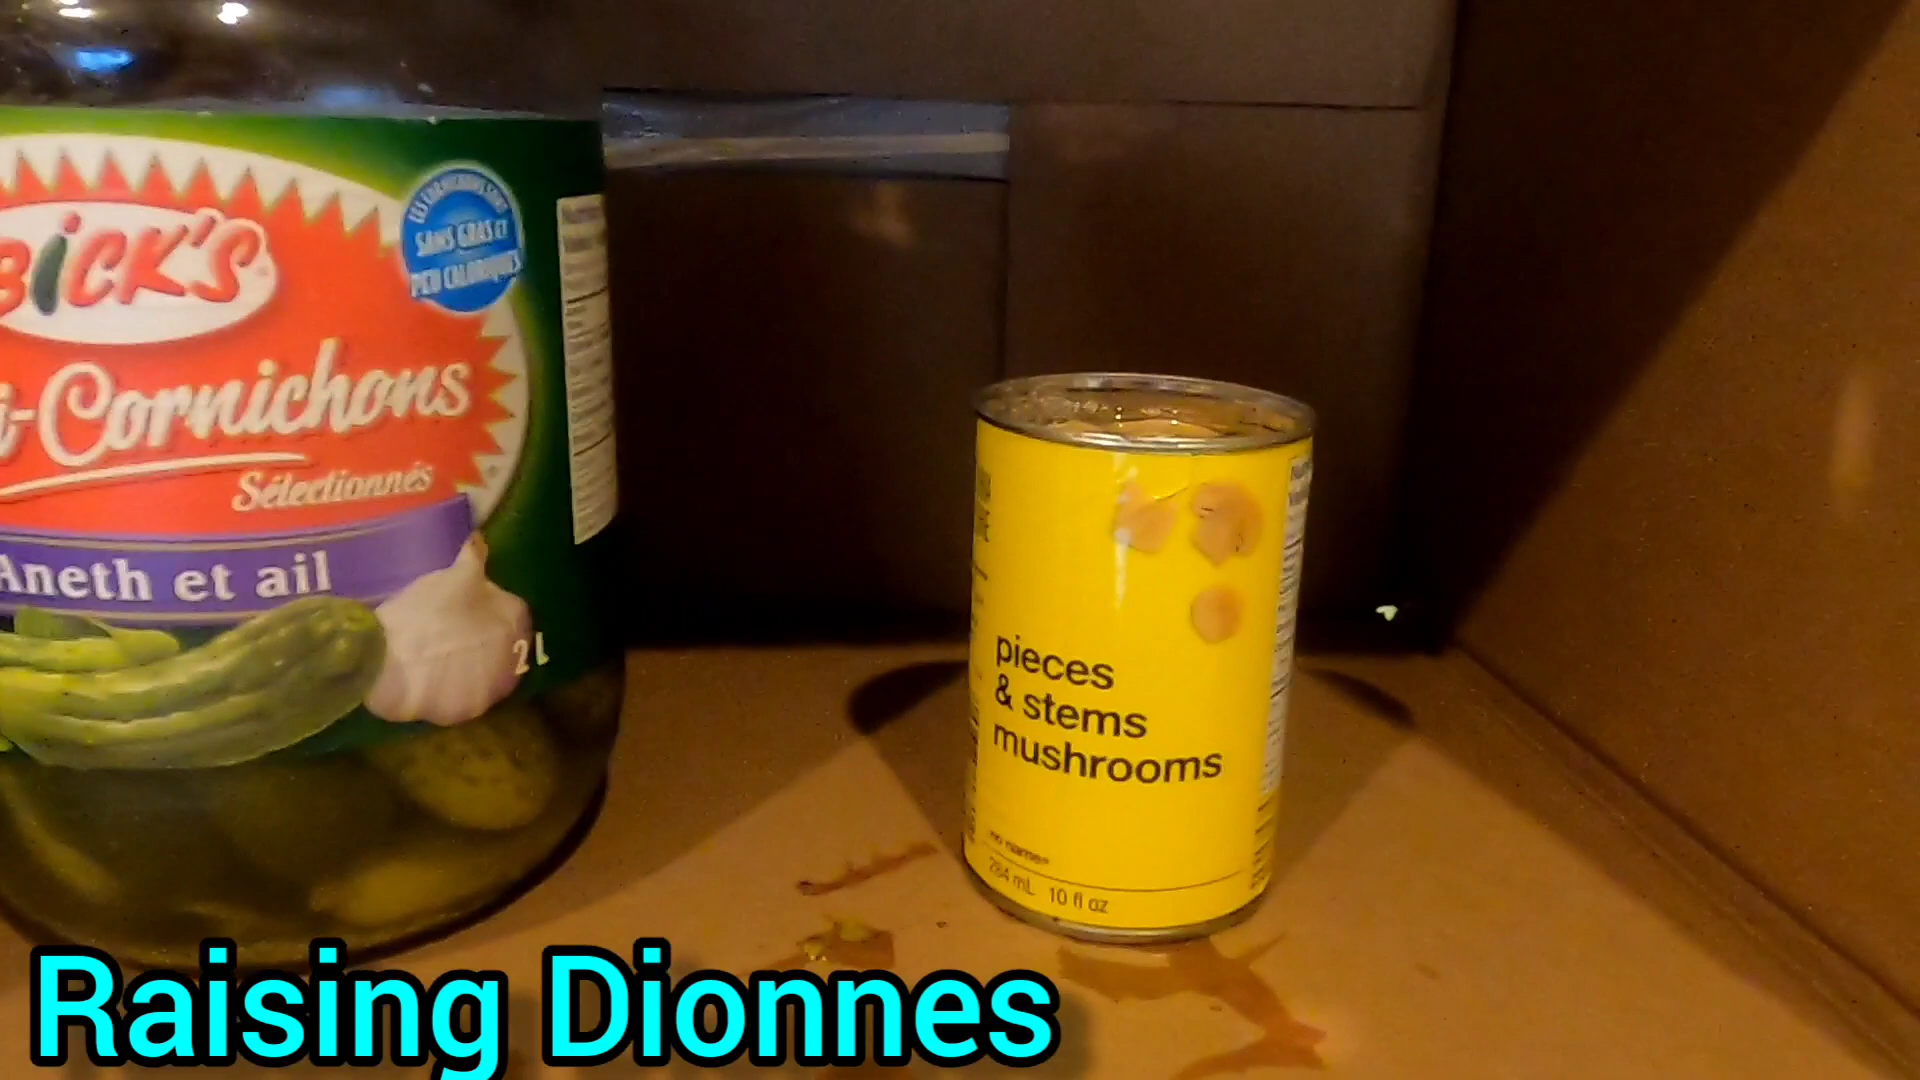 BICK'S
i-Cornichons
Sélectionnés
Aneth et ail
2 L
SANS GRAS ET
PEU CALORIQUES
pieces
& stems
mushrooms
no name
284 mL 10 fl oz
Raising Dionnes